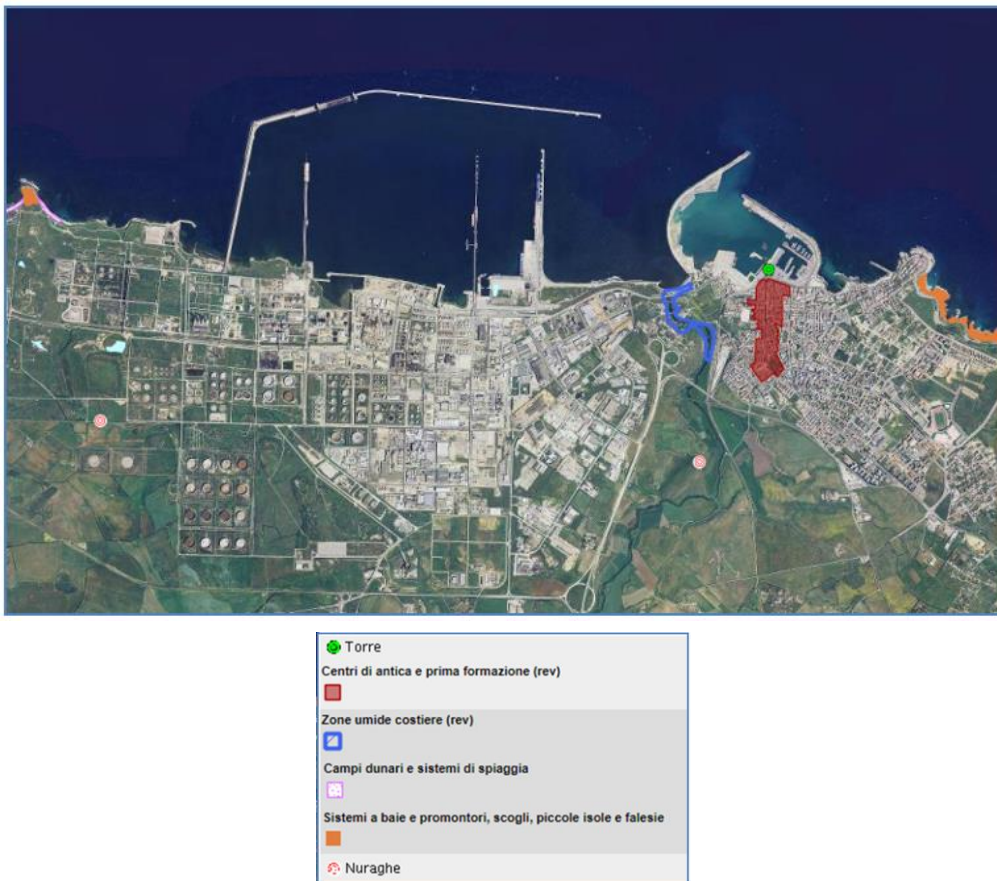 Torre
Centri di antica e prima formazione (rev)
Zone umide costiere (rev)
Campi dunari e sistemi di spiaggia
Sistemi a baie e promontori, scogli, piccole isole e falesie
Nuraghe